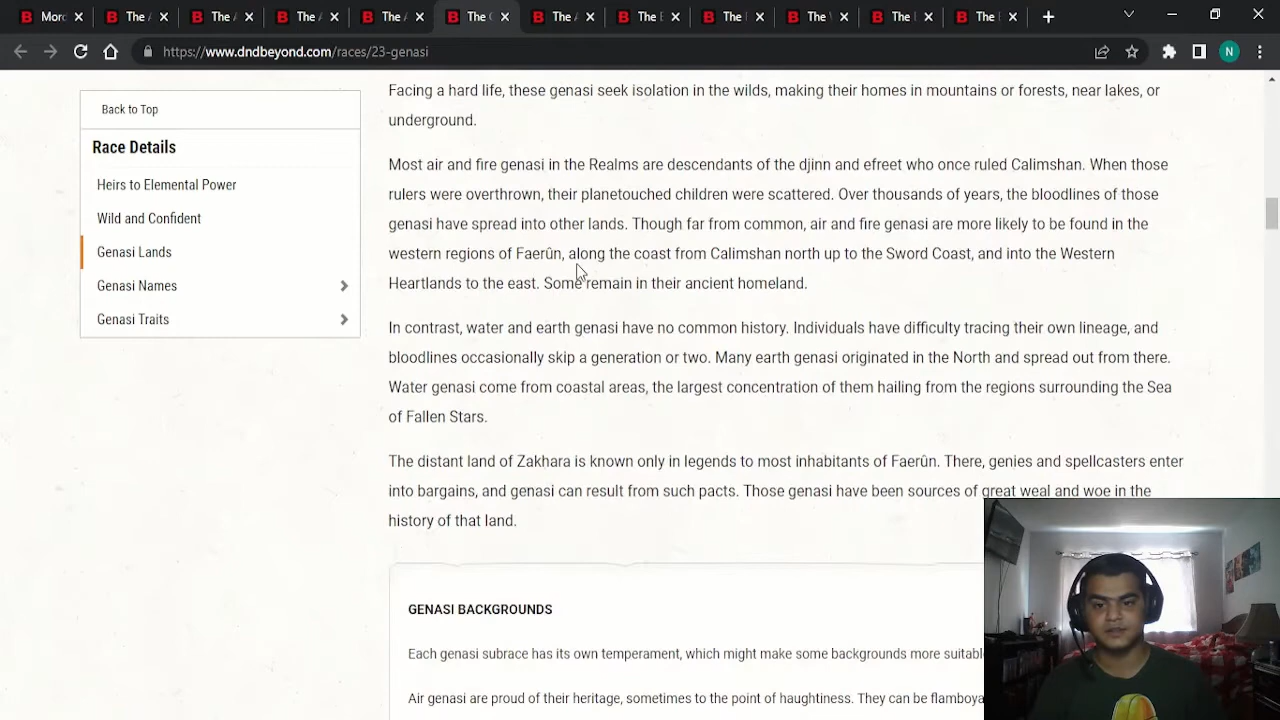 Mord
The A
The A
The A
The A
The G
The A
The E
The
The V
The
The
https://www.dndbeyond.com/races/23-genasi
N
Back to Top
Race Details
Heirs to Elemental Power
Wild and Confident
Genasi Lands
Genasi Names
Genasi Traits
Facing a hard life, these genasi seek isolation in the wilds, making their homes in mountains or forests, near lakes, or
underground.
Most air and fire genasi in the Realms are descendants of the djinn and efreet who once ruled Calimshan. When those
rulers were overthrown, their planetouched children were scattered. Over thousands of years, the bloodlines of those
genasi have spread into other lands. Though far from common, air and fire genasi are more likely to be found in the
western regions of Faerûn, along the coast from Calimshan north up to the Sword Coast, and into the Western
Heartlands to the east. Some remain in their ancient homeland.
In contrast, water and earth genasi have no common history. Individuals have difficulty tracing their own lineage, and
bloodlines occasionally skip a generation or two. Many earth genasi originated in the North and spread out from there.
Water genasi come from coastal areas, the largest concentration of them hailing from the regions surrounding the Sea
of Fallen Stars.
The distant land of Zakhara is known only in legends to most inhabitants of Faerûn. There, genies and spellcasters enter
into bargains, and genasi can result from such pacts. Those genasi have been sources of great weal and woe in the
history of that land.
GENASI BACKGROUNDS
Each genasi subrace has its own temperament, which might make some backgrounds more suitabl
Air genasi are proud of their heritage, sometimes to the point of haughtiness. They can be flamboya